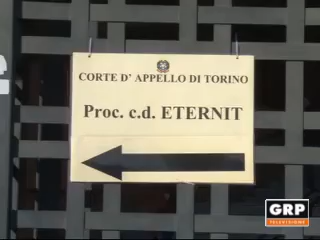 CORTE D' APPELLO DI TORINO
Proc. c.d. ETERNIT
GRP
TELEVISIONE